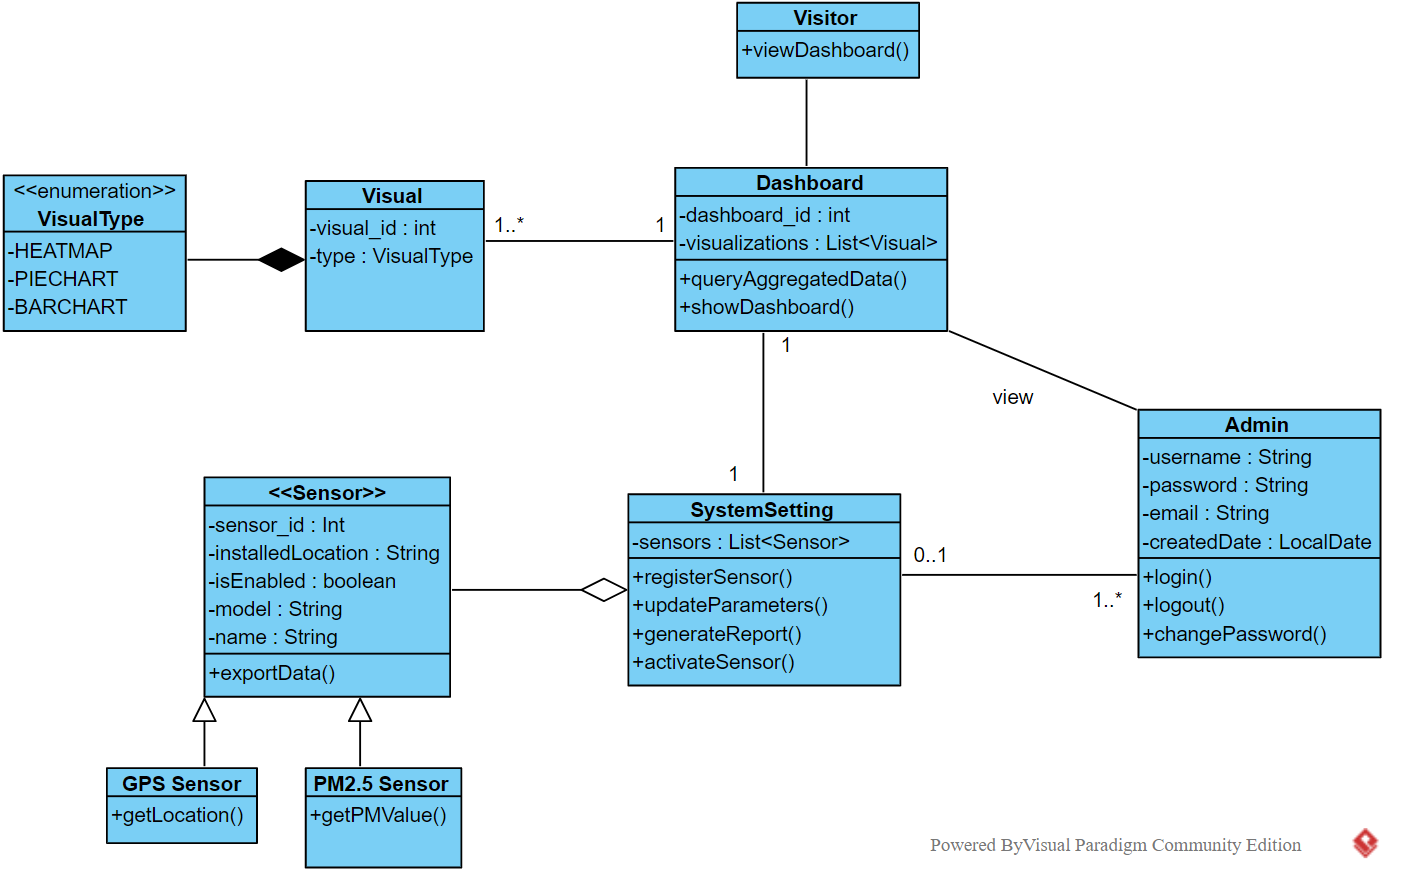 Visitor
+viewDashboard()
<<enumeration>>
VisualType
-HEATMAP
-PIECHART
-BARCHART
Visual
-visual_id : int
-type : VisualType
1..*
1
Dashboard
-dashboard_id : int
-visualizations : List<Visual>
+queryAggregatedData()
+showDashboard()
1
view
1
Admin
-username : String
-password : String
-email : String
-createdDate : LocalDate
+login()
+logout()
+changePassword()
<<Sensor>>
-sensor_id : Int
-installedLocation : String
-isEnabled : boolean
-model : String
-name : String
+exportData()
SystemSetting
-sensors : List<Sensor>
+registerSensor()
+updateParameters()
+generateReport()
+activateSensor()
0..1
1..*
GPS Sensor
+getLocation()
PM2.5 Sensor
+getPMValue()
Powered ByVisual Paradigm Community Edition